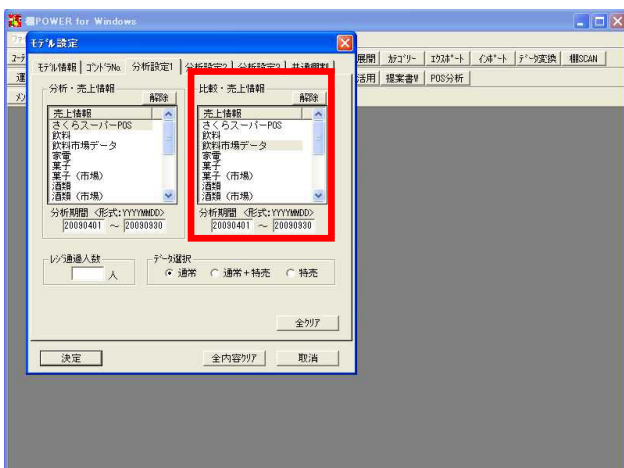 棚POWER for Windows
モデル設定
展開 カテゴリー エクスポート インポート データ変換 棚SCAN
活用 提案書W POS分析
モデル情報 ゴンドラNo. 分析設定1 分析設定2 分析設定3 共通棚割
分析・売上情報
解除
売上情報
さくらスーパーPOS
飲料
飲料市場データ
家電
菓子
菓子（市場）
酒類
酒類（市場）
分析期間 <形式:YYYYMMDD>
20090401 ～ 20090930
比較・売上情報
解除
売上情報
さくらスーパーPOS
飲料
飲料市場データ
家電
菓子
菓子（市場）
酒類
酒類（市場）
分析期間 <形式:YYYYMMDD>
20080401 ～ 20080930
レジ通過人数
人
データ選択
通常 通常+特売 特売
全クリア
決定 全内容クリア 取消